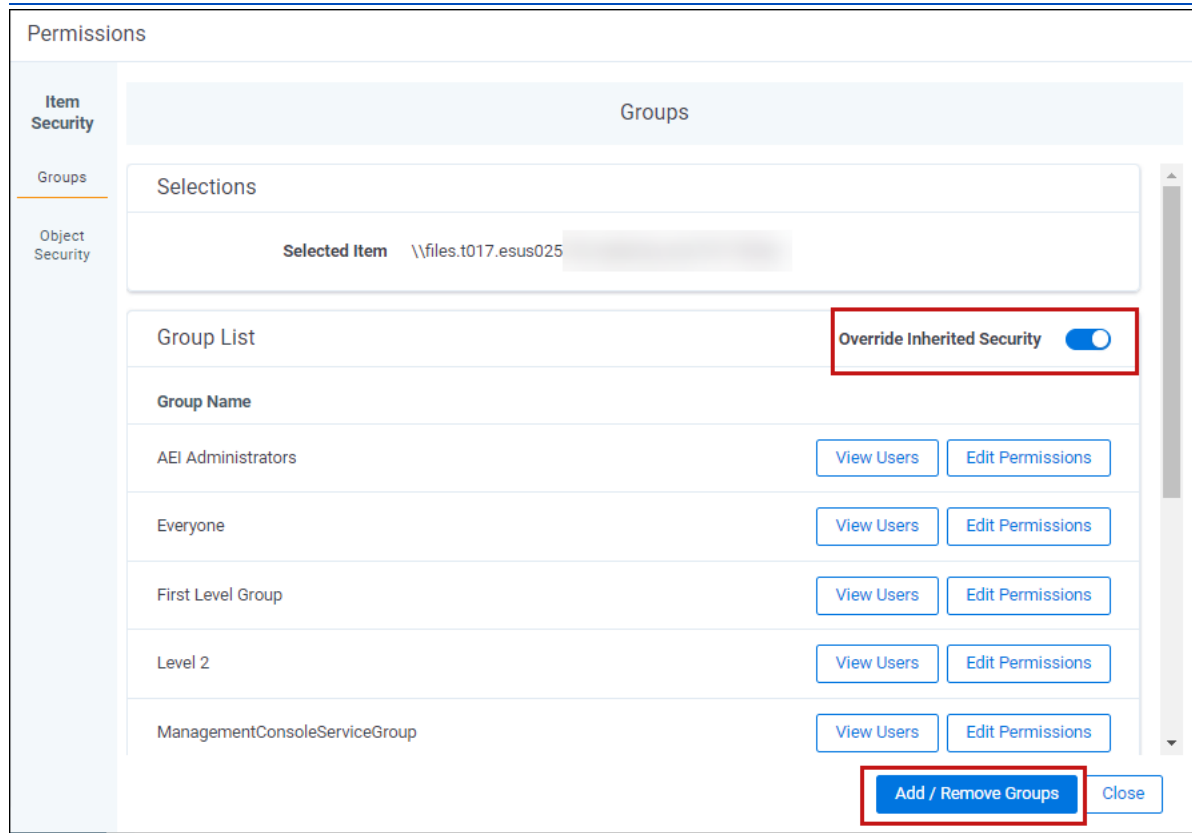 Permissions
Item
Security
Groups
Groups
Object
Security
Selections
Selected Item \\files.t017.esus025
Group List
Override Inherited Security
Group Name
AEI Administrators View Users Edit Permissions
Everyone View Users Edit Permissions
First Level Group View Users Edit Permissions
Level 2 View Users Edit Permissions
ManagementConsoleServiceGroup View Users Edit Permissions
Add / Remove Groups Close